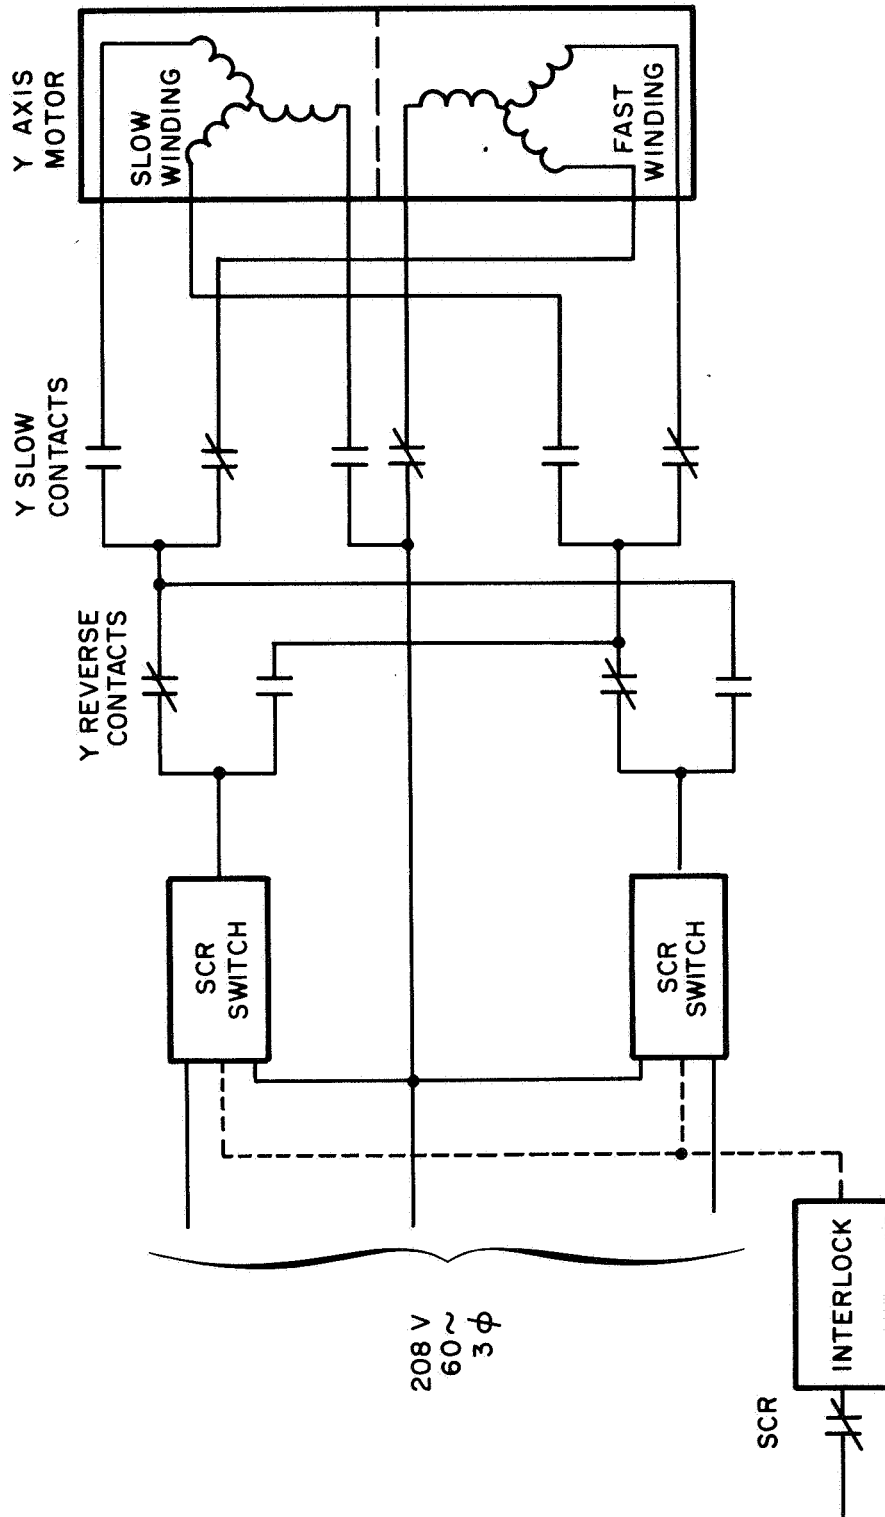 Y AXIS
MOTOR
SLOW
WINDING
FAST
WINDING
Y SLOW
CONTACTS
Y REVERSE
CONTACTS
SCR
SWITCH
SCR
SWITCH
208 V
60 ~
3 ϕ
SCR
INTERLOCK